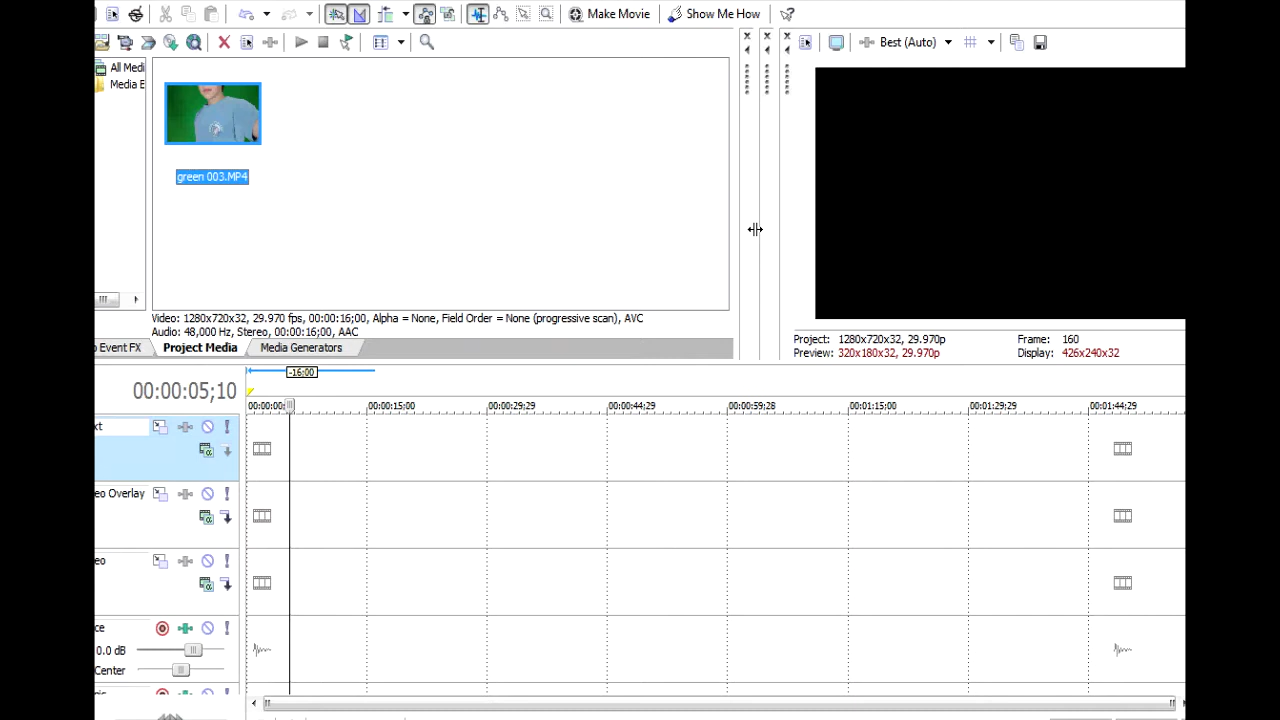 Make Movie Show Me How
Best (Auto)
All Medi
Media E
green 003.MP4
Video: 1280x720x32, 29.970 fps, 00:00:16;00, Alpha = None, Field Order = None (progressive scan), AVC
Audio: 48,000 Hz, Stereo, 00:00:16;00, AAC
o Event FX Project Media Media Generators
Project: 1280x720x32, 29.970p Frame: 160
Preview: 320x180x32, 29.970p Display: 426x240x32
-16;00
00:00:05;10
00:00:00; 00:00:15;00 00:00:29;29 00:00:44;29 00:00:59;28 00:01:15;00 00:01:29;29 00:01:44;29
xt
eo Overlay
eo
ce
0.0 dB
Center